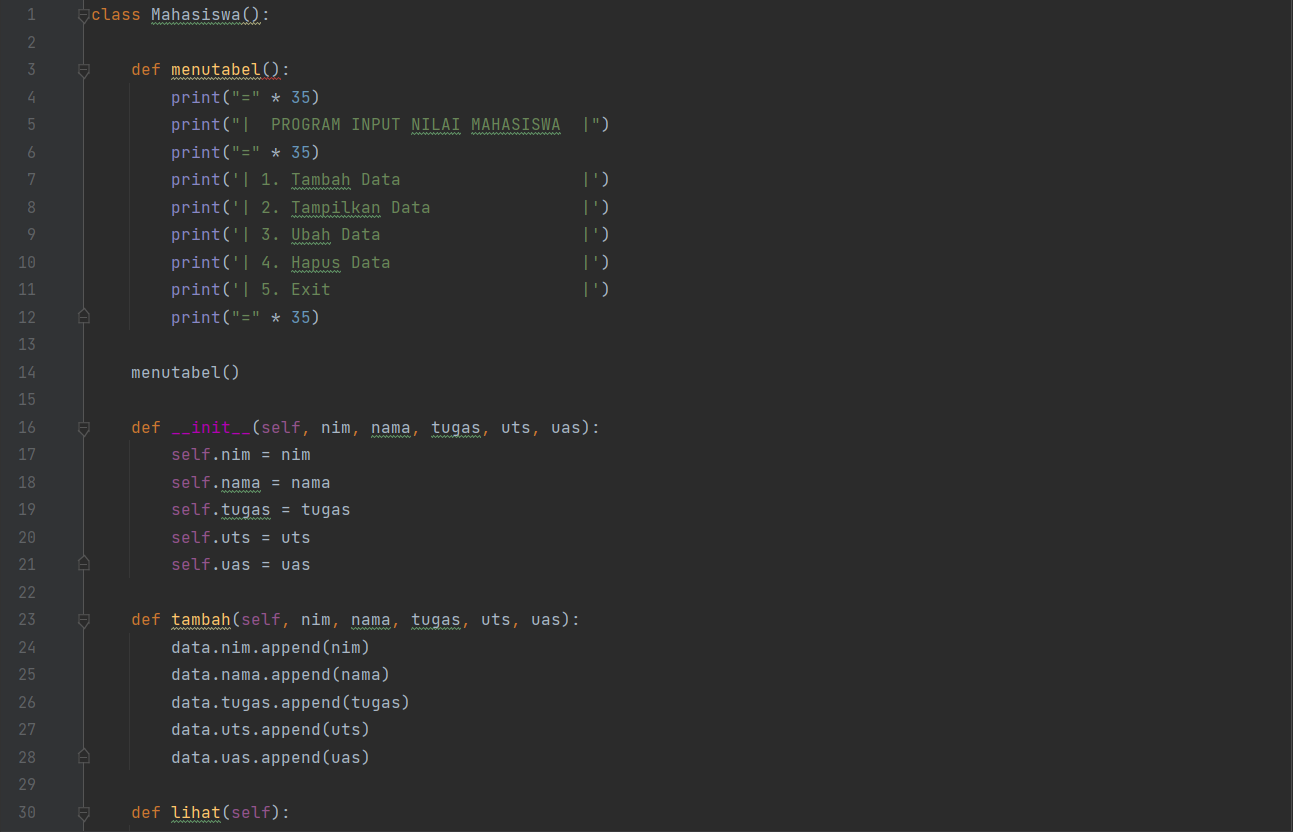 1 class Mahasiswa():
2
3     def menutabel():
4         print("=" * 35)
5         print("|  PROGRAM INPUT NILAI MAHASISWA  |")
6         print("=" * 35)
7         print('| 1. Tambah Data                  |')
8         print('| 2. Tampilkan Data               |')
9         print('| 3. Ubah Data                    |')
10         print('| 4. Hapus Data                   |')
11         print('| 5. Exit                         |')
12         print("=" * 35)
13
14     menutabel()
15
16     def __init__(self, nim, nama, tugas, uts, uas):
17         self.nim = nim
18         self.nama = nama
19         self.tugas = tugas
20         self.uts = uts
21         self.uas = uas
22
23     def tambah(self, nim, nama, tugas, uts, uas):
24         data.nim.append(nim)
25         data.nama.append(nama)
26         data.tugas.append(tugas)
27         data.uts.append(uts)
28         data.uas.append(uas)
29
30     def lihat(self):